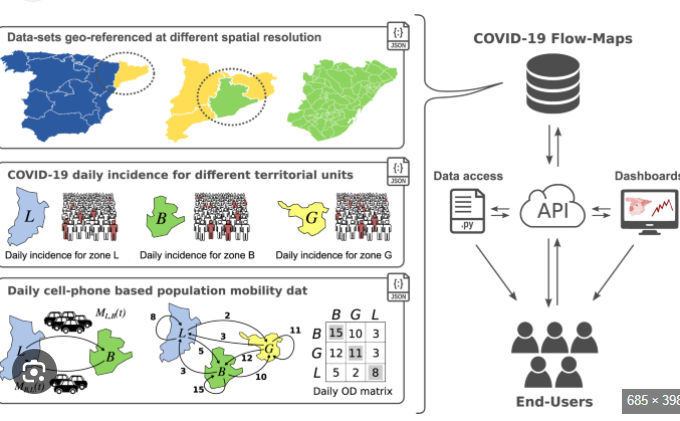 Data-sets geo-referenced at different spatial resolution
{:}
JSON
COVID-19 daily incidence for different territorial units
{:}
JSON
L
B
G
Daily incidence for zone L
Daily incidence for zone B
Daily incidence for zone G
Daily cell-phone based population mobility dat
{:}
JSON
M_{L,B}(t)
L
B
8
2
L
3
11
5
G
12
3
B
10
15
B G L
B 15 10 3
G 12 11 3
L 5 2 8
Daily OD matrix
COVID-19 Flow-Maps
Data access
Dashboards
.py
API
End-Users
685 × 398